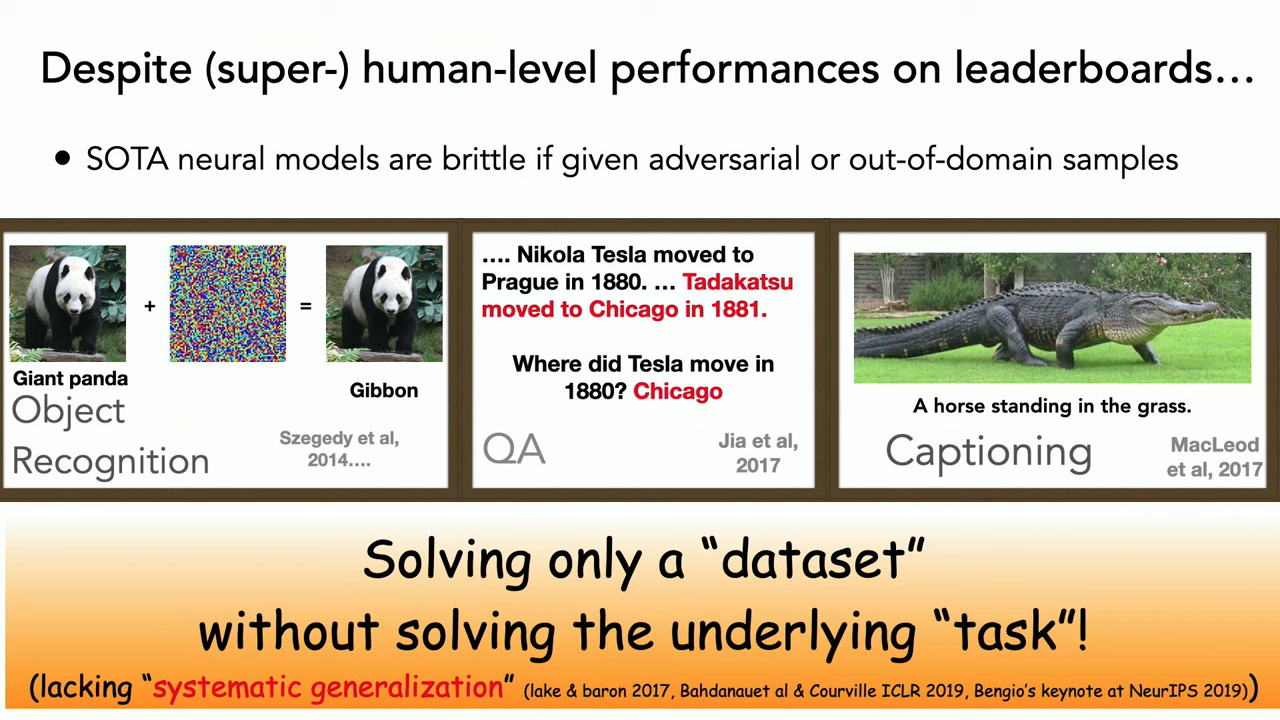 Despite (super-) human-level performances on leaderboards…
• SOTA neural models are brittle if given adversarial or out-of-domain samples
+
=
Giant panda
Gibbon
Object
Recognition
Szegedy et al,
2014….
…. Nikola Tesla moved to
Prague in 1880. … Tadakatsu
moved to Chicago in 1881.
Where did Tesla move in
1880? Chicago
QA
Jia et al,
2017
A horse standing in the grass.
Captioning
MacLeod
et al, 2017
Solving only a “dataset”
without solving the underlying “task”!
(lacking “systematic generalization” (lake & baron 2017, Bahdanauet al & Courville ICLR 2019, Bengio’s keynote at NeurIPS 2019))